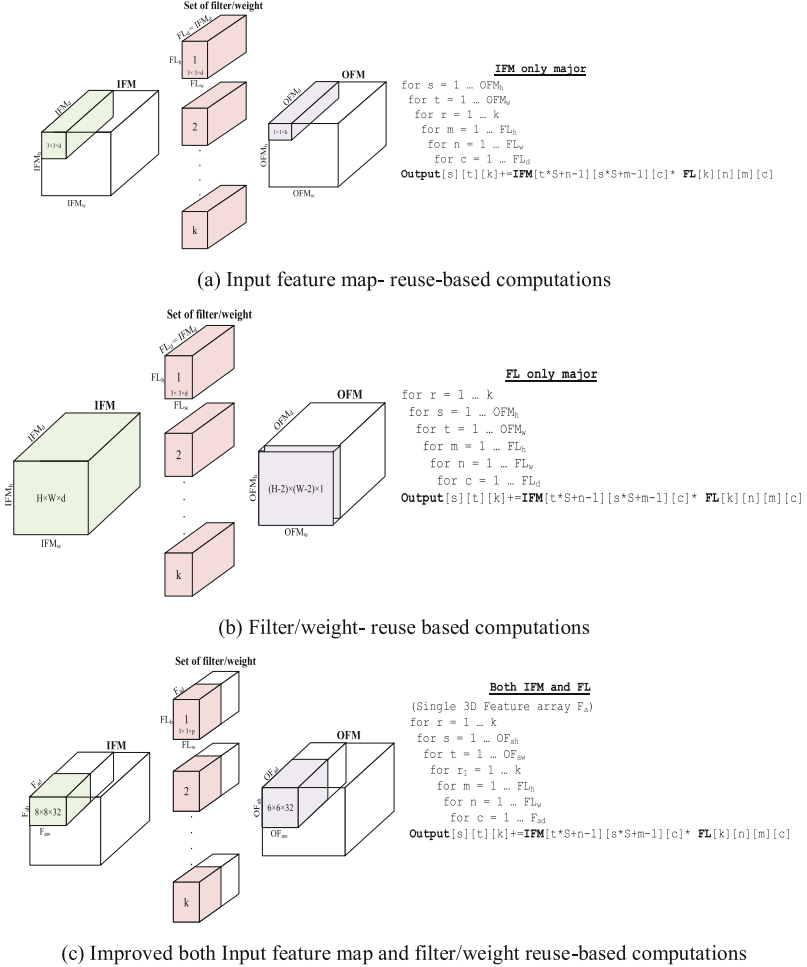 Set of filter/weight
FL_d = IFM_d
FL_h
1
3×3×d
FL_w
2
.
.
.
k
IFM
IFM_d
3×3×d
IFM_h
IFM_w
OFM
OFM_d
1×1×k
OFM_h
OFM_w
IFM only major
for s = 1 … OFM_h
for t = 1 … OFM_w
for r = 1 … k
for m = 1 … FL_h
for n = 1 … FL_w
for c = 1 … FL_d
Output[s][t][k]+=IFM[t*S+n-1][s*S+m-1][c]* FL[k][n][m][c]
(a) Input feature map- reuse-based computations
Set of filter/weight
FL_d = IFM_d
FL_h
1
3×3×d
FL_w
2
.
.
.
k
IFM
IFM_d
IFM_h
H×W×d
IFM_w
OFM
OFM_d
OFM_h
(H-2)×(W-2)×1
OFM_w
FL only major
for r = 1 … k
for s = 1 … OFM_h
for t = 1 … OFM_w
for m = 1 … FL_h
for n = 1 … FL_w
for c = 1 … FL_d
Output[s][t][k]+=IFM[t*S+n-1][s*S+m-1][c]* FL[k][n][m][c]
(b) Filter/weight- reuse based computations
Set of filter/weight
F_ad
FL_h
1
3×3×p
FL_w
2
.
.
.
k
IFM
F_ad
F_ah
8×8×32
F_aw
OFM
OF_ad
OF_ah
6×6×32
OF_aw
Both IFM and FL
(Single 3D Feature array F_a)
for r = 1 … k
for s = 1 … OF_ah
for t = 1 … OF_aw
for r_1 = 1 … k
for m = 1 … FL_h
for n = 1 … FL_w
for c = 1 … F_ad
Output[s][t][k]+=IFM[t*S+n-1][s*S+m-1][c]* FL[k][n][m][c]
(c) Improved both Input feature map and filter/weight reuse-based computations